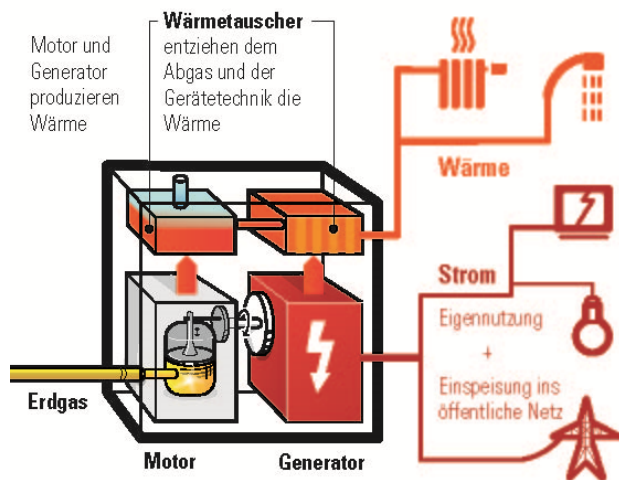 Motor und
Generator
produzieren
Wärme
Wärmetauscher
entziehen dem
Abgas und der
Gerätetechnik die
Wärme
Wärme
Strom
Eigennutzung
+
Einspeisung ins
öffentliche Netz
Erdgas
Motor
Generator